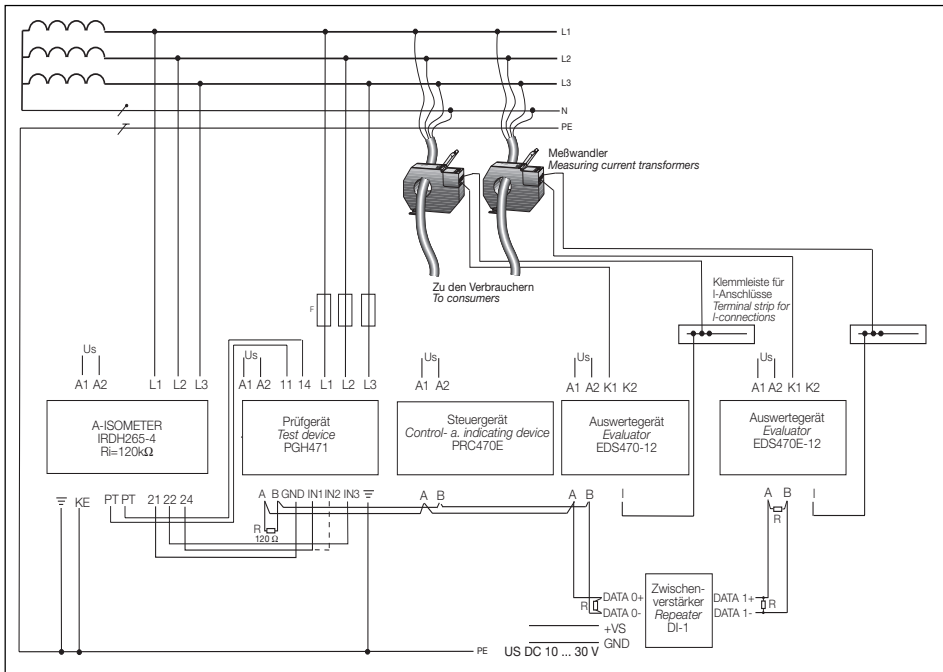 L1
L2
L3
N
PE
Meßwandler
Measuring current transformers
Zu den Verbrauchern
To consumers
Klemmleiste für
l-Anschlüsse
Terminal strip for
l-connections
F
Us
A1 A2
L1 L2 L3
Us
A1 A2 11 14 L1 L2 L3
Us
A1 A2
Us
A1 A2 K1 K2
Us
A1 A2 K1 K2
A-ISOMETER
IRDH265-4
Ri=120kΩ
Prüfgerät
Test device
PGH471
Steuergerät
Control- a. indicating device
PRC470E
Auswertegerät
Evaluator
EDS470-12
Auswertegerät
Evaluator
EDS470E-12
KE PT PT 21 22 24
A B GND IN1 IN2 IN3
R
120 Ω
A B
A B l
A B l
R
R
DATA 0+
DATA 0-
+VS
GND
US DC 10 ... 30 V
Zwischen-
verstärker
Repeater
DI-1
DATA 1+
DATA 1-
R
PE